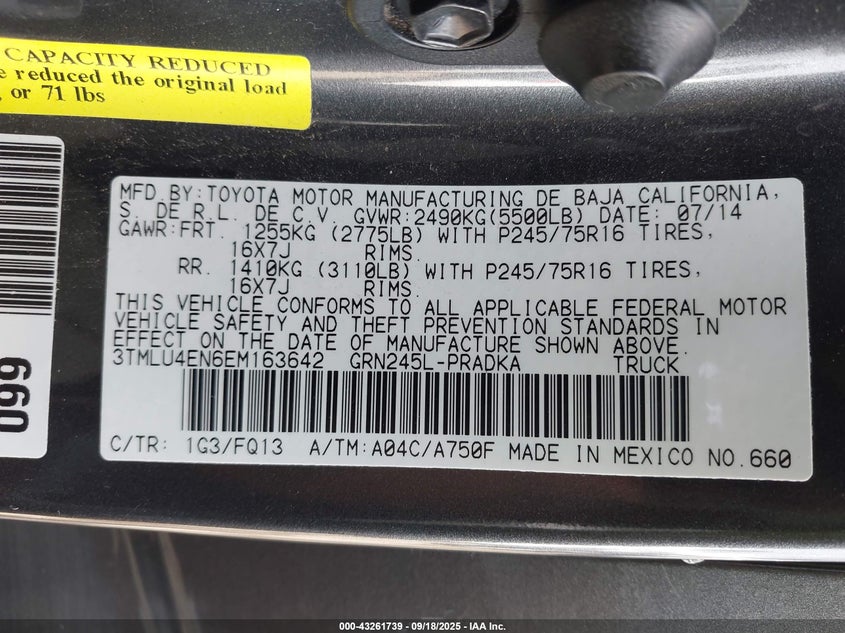 CAPACITY REDUCED
e reduced the original load
, or 71 lbs
099
MFD. BY: TOYOTA MOTOR MANUFACTURING DE BAJA CALIFORNIA,
S. DE R.L. DE C.V. GVWR:2490KG(5500LB) DATE: 07/14
GAWR:FRT. 1255KG (2775LB) WITH P245/75R16 TIRES,
16X7J RIMS.
RR. 1410KG (3110LB) WITH P245/75R16 TIRES,
16X7J RIMS.
THIS VEHICLE CONFORMS TO ALL APPLICABLE FEDERAL MOTOR
VEHICLE SAFETY AND THEFT PREVENTION STANDARDS IN
EFFECT ON THE DATE OF MANUFACTURE SHOWN ABOVE.
3TMLU4EN6EM163642 GRN245L-PRADKA TRUCK
C/TR: 1G3/FQ13 A/TM:A04C/A750F MADE IN MEXICO NO.660
000-43261739 - 09/18/2025 - IAA Inc.